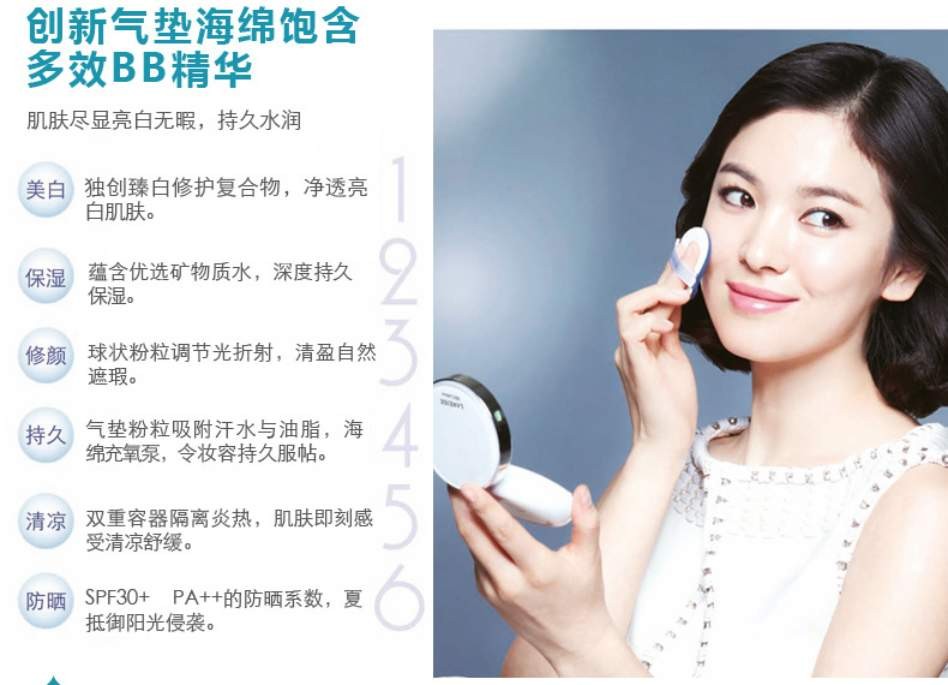 创新气垫海绵饱含
多效BB精华
肌肤尽显亮白无暇，持久水润
美白
独创臻白修护复合物，净透亮
白肌肤。
1
保湿
蕴含优选矿物质水，深度持久
保湿。
2
修颜
球状粉粒调节光折射，清盈自然
遮瑕。
3
持久
气垫粉粒吸附汗水与油脂，海
绵充氧泵，令妆容持久服帖。
4
清凉
双重容器隔离炎热，肌肤即刻感
受清凉舒缓。
5
防晒
SPF30+ PA++的防晒系数，夏
抵御阳光侵袭。
6
LANEIGE